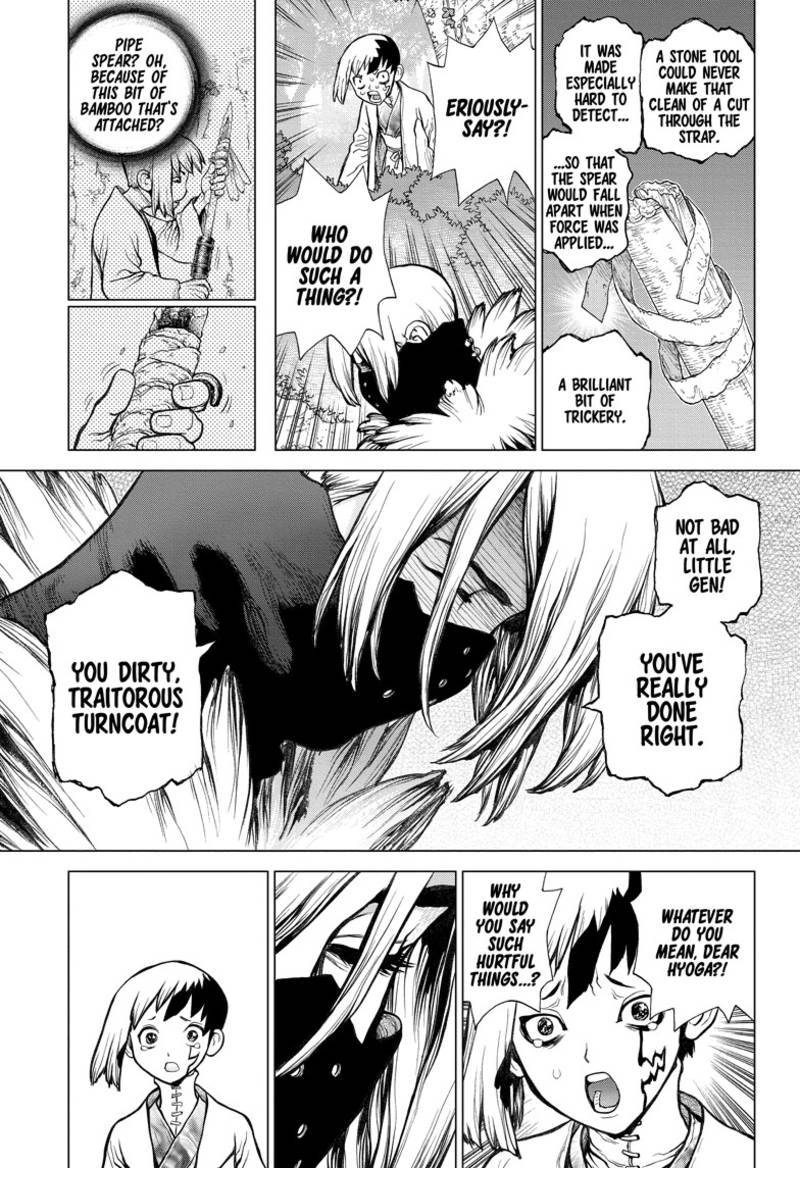 A STONE TOOL
COULD NEVER
MAKE THAT
CLEAN OF A CUT
THROUGH THE
STRAP.
IT WAS
MADE
ESPECIALLY
HARD TO
DETECT...
...SO THAT
THE SPEAR
WOULD FALL
APART WHEN
FORCE WAS
APPLIED...
A BRILLIANT
BIT OF
TRICKERY.
ERIOUSLY-
SAY?!
WHO
WOULD DO
SUCH A
THING?!
PIPE
SPEAR? OH,
BECAUSE OF
THIS BIT OF
BAMBOO THAT'S
ATTACHED?
NOT BAD
AT ALL,
LITTLE
GEN!
YOU'VE
REALLY
DONE
RIGHT.
YOU DIRTY,
TRAITOROUS
TURNCOAT!
WHATEVER
DO YOU
MEAN, DEAR
HYOGA?!
WHY
WOULD
YOU SAY
SUCH
HURTFUL
THINGS...?